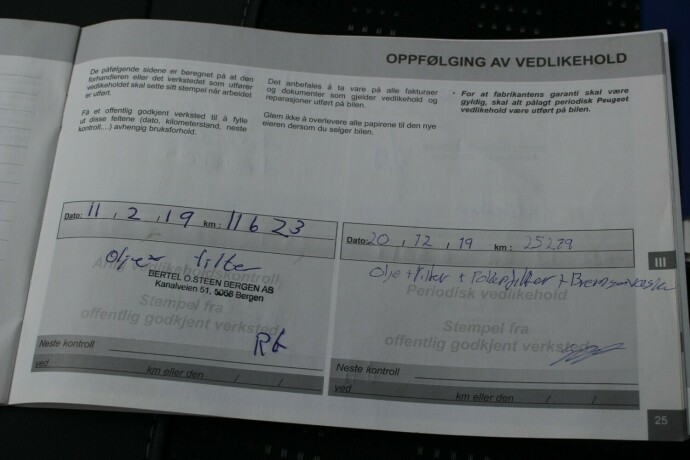 OPPFØLGING AV VEDLIKEHOLD
De påfølgende sidene er beregnet på at den
forhandleren eller det verkstedet som utfører
vedlikeholdet skal sette sitt stempel når arbeidet
er utført.
Få et offentlig godkjent verksted til å fylle
ut disse feltene (dato, kilometerstand, neste
kontroll,...) avhengig bruksforhold.
Det anbefales å ta vare på alle fakturaer
og dokumenter som gjelder vedlikehold og
reparasjoner utført på bilen.
Glem ikke å overlevere alle papirene til den nye
eieren dersom du selger bilen.
• For at fabrikantens garanti skal være
gyldig, skal alt pålagt periodisk Peugeot
vedlikehold være utført på bilen.
Dato: 11 , 2 , 19 km : 11623
Olje filter
vedlikeholdskontroll
BERTEL O.STEEN BERGEN AS
Kanalveien 51, 5068 Bergen
Stempel fra
offentlig godkjent verksted
Neste kontroll
ved km eller den / /
Dato: 20 , 12 , 19 km : 25279
Olje + Filter +
Periodisk vedlikehold
Stempel fra
offentlig godkjent verksted
Neste kontroll
ved km eller den / /
III
25